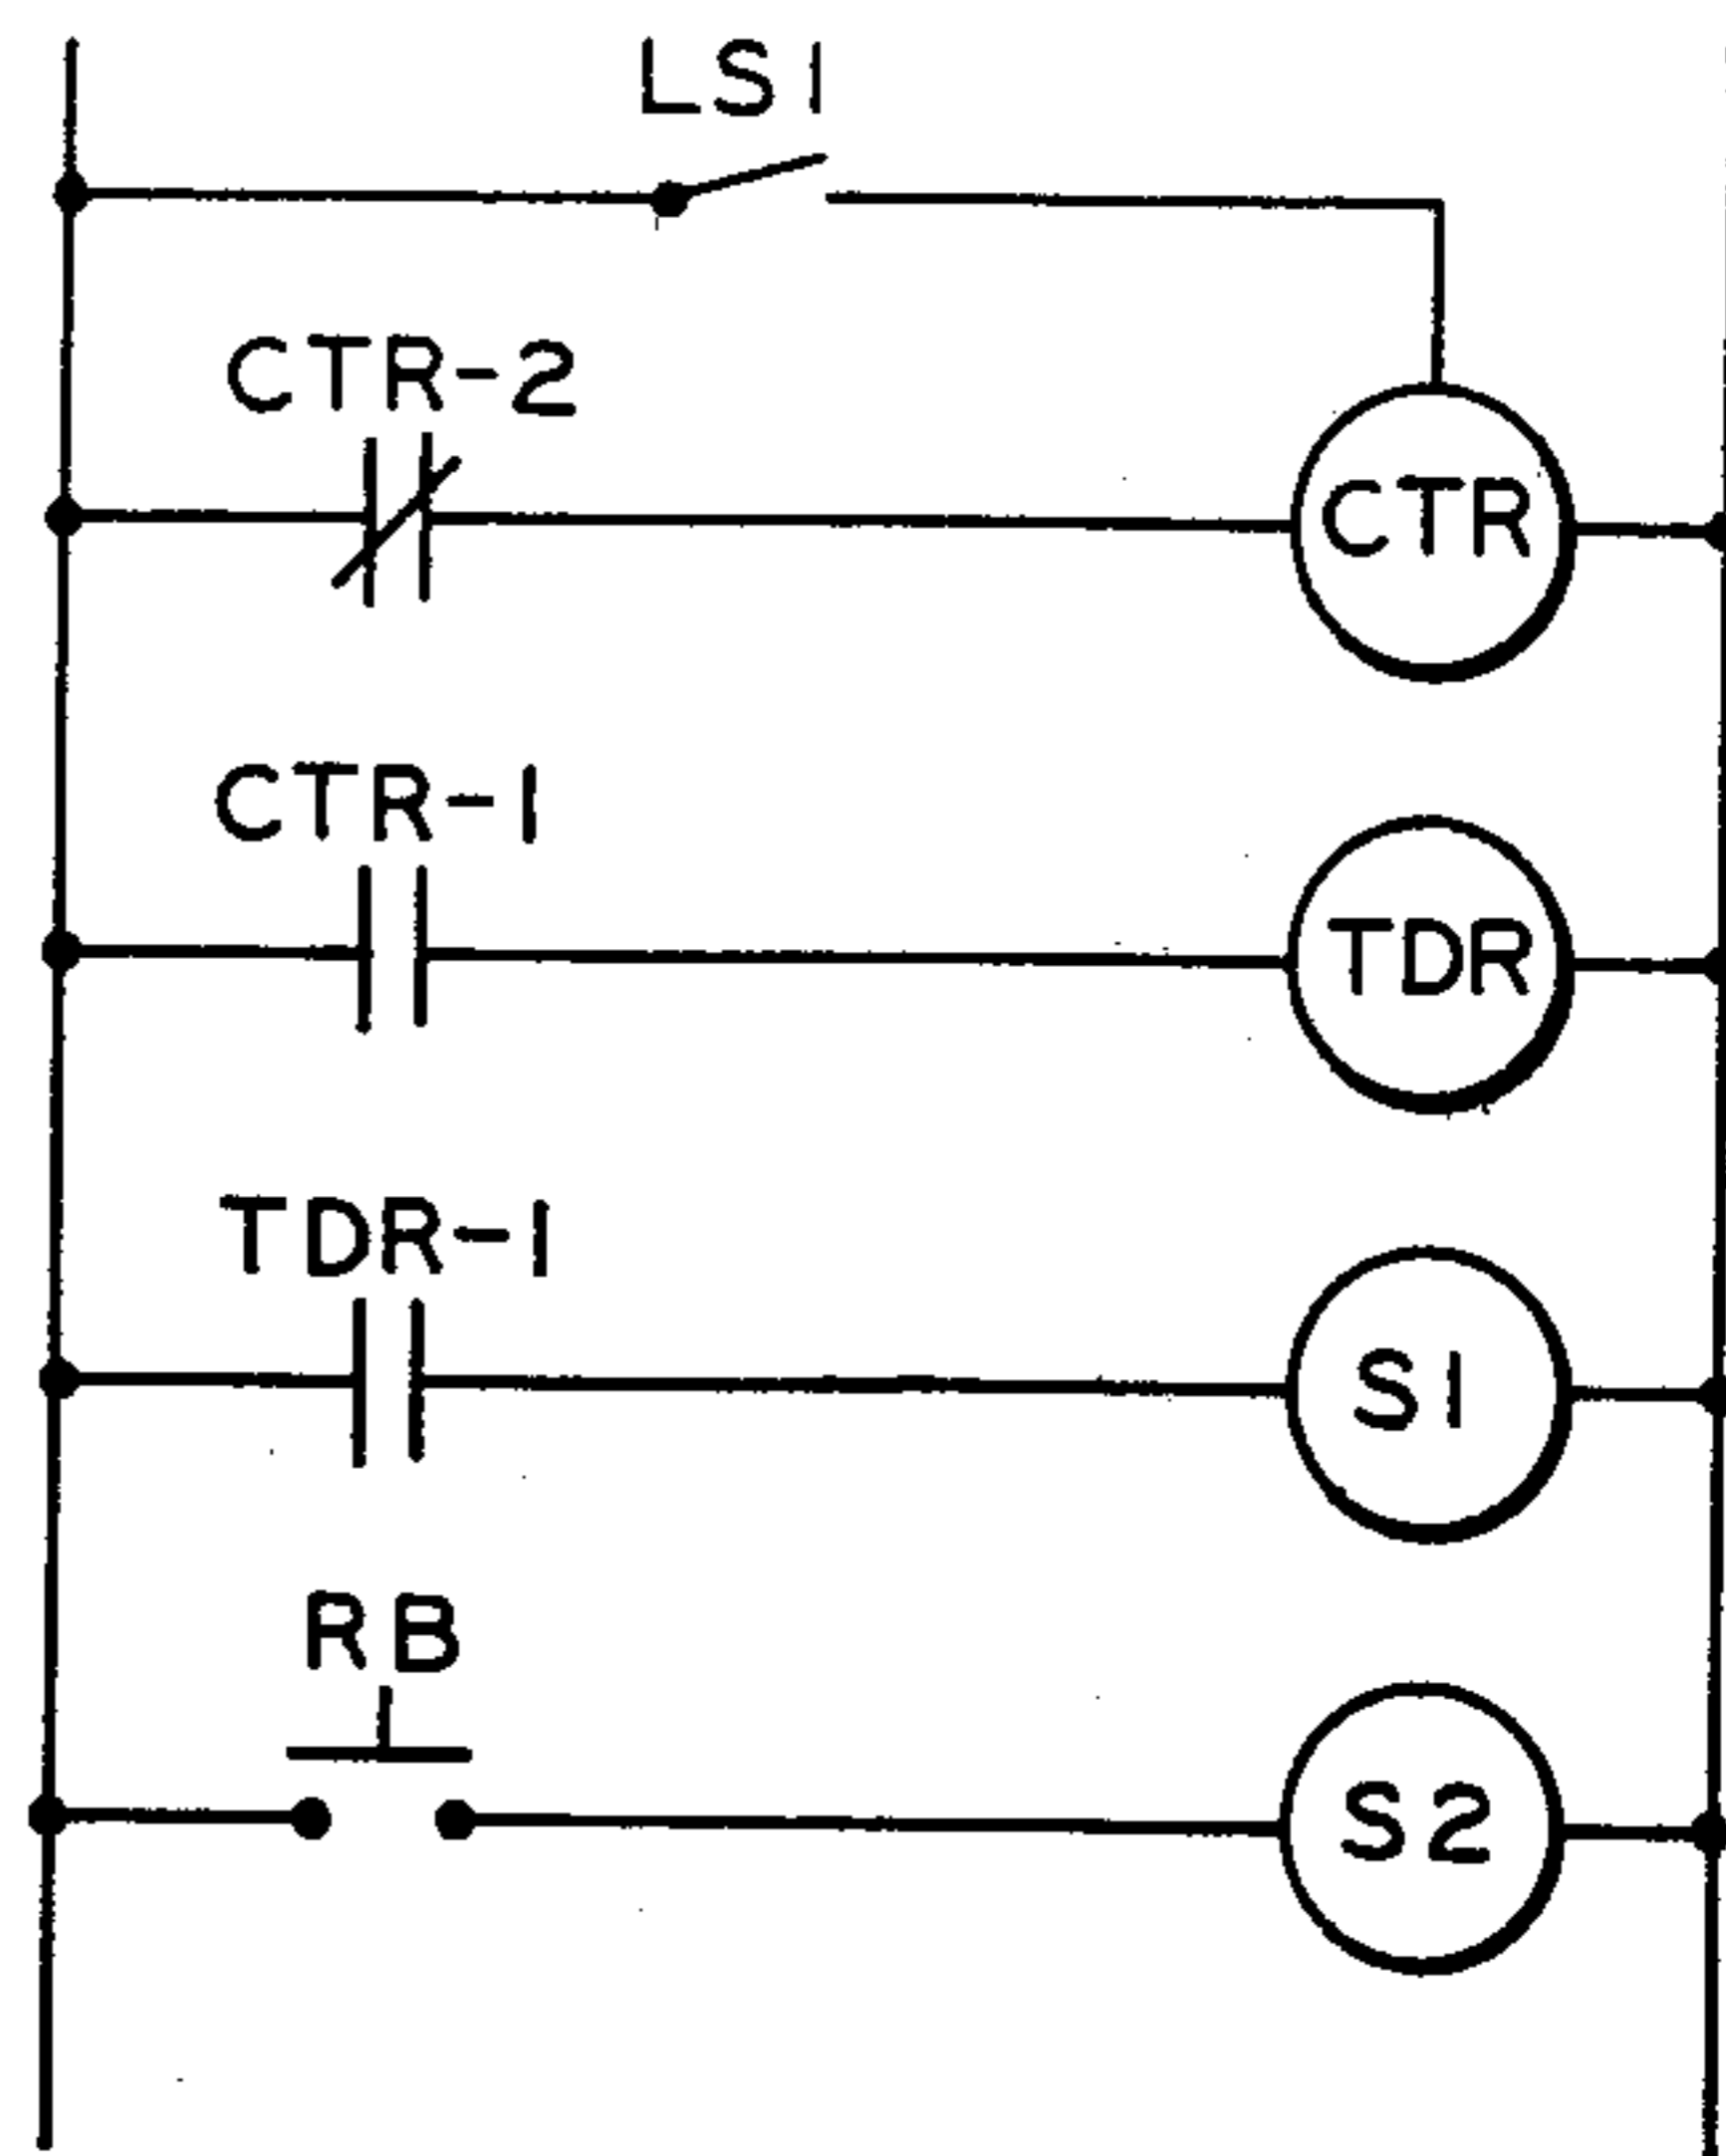 LS1
CTR-2
CTR
CTR-1
TDR
TDR-1
S1
RB
S2